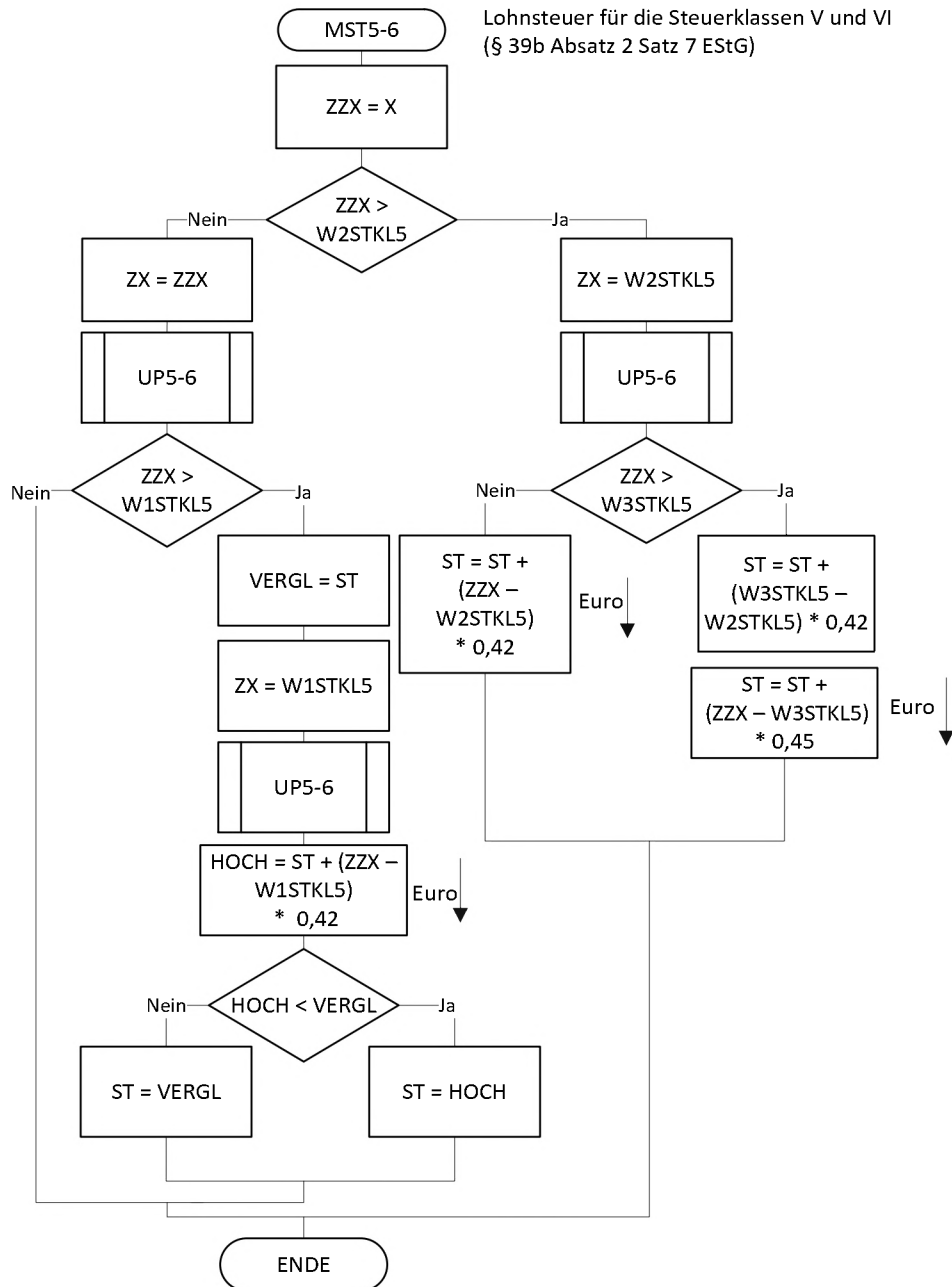 MST5-6
Lohnsteuer für die Steuerklassen V und VI
(§ 39b Absatz 2 Satz 7 EStG)
ZZX = X
ZZX >
W2STKL5
Nein
Ja
ZX = ZZX
ZX = W2STKL5
UP5-6
UP5-6
ZZX >
W1STKL5
Nein
Ja
ZZX >
W3STKL5
Nein
Ja
VERGL = ST
ST = ST +
(ZZX –
W2STKL5)
* 0,42
Euro
ST = ST +
(W3STKL5 –
W2STKL5) * 0,42
ZX = W1STKL5
ST = ST +
(ZZX – W3STKL5)
* 0,45
Euro
UP5-6
HOCH = ST + (ZZX –
W1STKL5)
* 0,42
Euro
HOCH < VERGL
Nein
Ja
ST = VERGL
ST = HOCH
ENDE